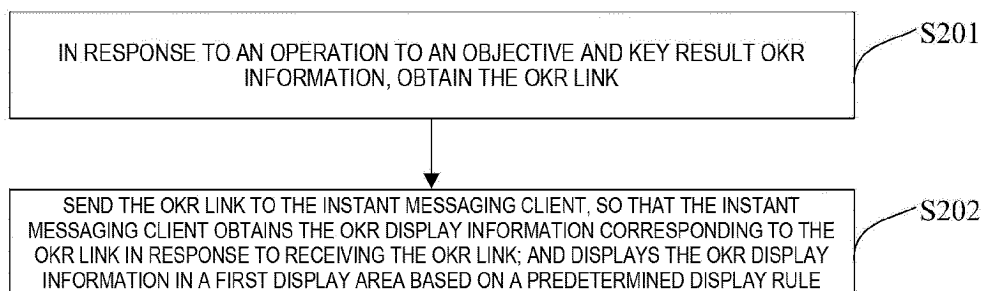 IN RESPONSE TO AN OPERATION TO AN OBJECTIVE AND KEY RESULT OKR
INFORMATION, OBTAIN THE OKR LINK
S201
SEND THE OKR LINK TO THE INSTANT MESSAGING CLIENT, SO THAT THE INSTANT
MESSAGING CLIENT OBTAINS THE OKR DISPLAY INFORMATION CORRESPONDING TO THE
OKR LINK IN RESPONSE TO RECEIVING THE OKR LINK; AND DISPLAYS THE OKR DISPLAY
INFORMATION IN A FIRST DISPLAY AREA BASED ON A PREDETERMINED DISPLAY RULE
S202